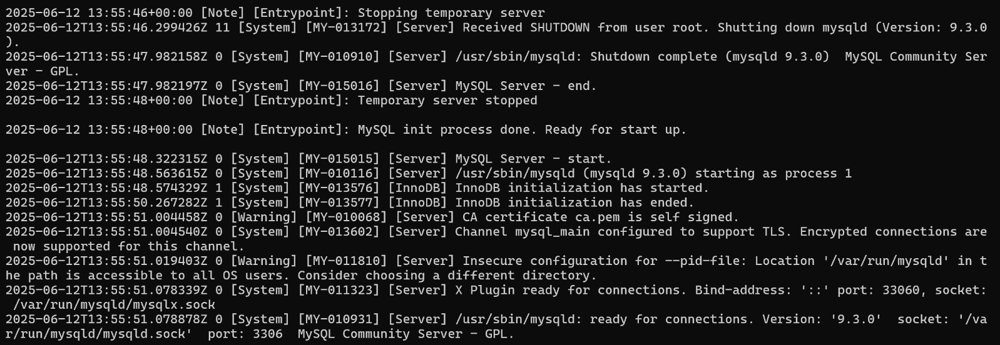 2025-06-12 13:55:46+00:00 [Note] [Entrypoint]: Stopping temporary server
2025-06-12T13:55:46.299426Z 11 [System] [MY-013172] [Server] Received SHUTDOWN from user root. Shutting down mysqld (Version: 9.3.0
).
2025-06-12T13:55:47.982158Z 0 [System] [MY-010910] [Server] /usr/sbin/mysqld: Shutdown complete (mysqld 9.3.0)  MySQL Community Ser
ver - GPL.
2025-06-12T13:55:47.982197Z 0 [System] [MY-015016] [Server] MySQL Server - end.
2025-06-12 13:55:48+00:00 [Note] [Entrypoint]: Temporary server stopped
2025-06-12 13:55:48+00:00 [Note] [Entrypoint]: MySQL init process done. Ready for start up.
2025-06-12T13:55:48.322315Z 0 [System] [MY-015015] [Server] MySQL Server - start.
2025-06-12T13:55:48.563615Z 0 [System] [MY-010116] [Server] /usr/sbin/mysqld (mysqld 9.3.0) starting as process 1
2025-06-12T13:55:48.574329Z 1 [System] [MY-013576] [InnoDB] InnoDB initialization has started.
2025-06-12T13:55:50.267282Z 1 [System] [MY-013577] [InnoDB] InnoDB initialization has ended.
2025-06-12T13:55:51.004458Z 0 [Warning] [MY-010068] [Server] CA certificate ca.pem is self signed.
2025-06-12T13:55:51.004540Z 0 [System] [MY-013602] [Server] Channel mysql_main configured to support TLS. Encrypted connections are
 now supported for this channel.
2025-06-12T13:55:51.019403Z 0 [Warning] [MY-011810] [Server] Insecure configuration for --pid-file: Location '/var/run/mysqld' in t
he path is accessible to all OS users. Consider choosing a different directory.
2025-06-12T13:55:51.078339Z 0 [System] [MY-011323] [Server] X Plugin ready for connections. Bind-address: '::' port: 33060, socket:
 /var/run/mysqld/mysqlx.sock
2025-06-12T13:55:51.078878Z 0 [System] [MY-010931] [Server] /usr/sbin/mysqld: ready for connections. Version: '9.3.0'  socket: '/va
r/run/mysqld/mysqld.sock'  port: 3306  MySQL Community Server - GPL.